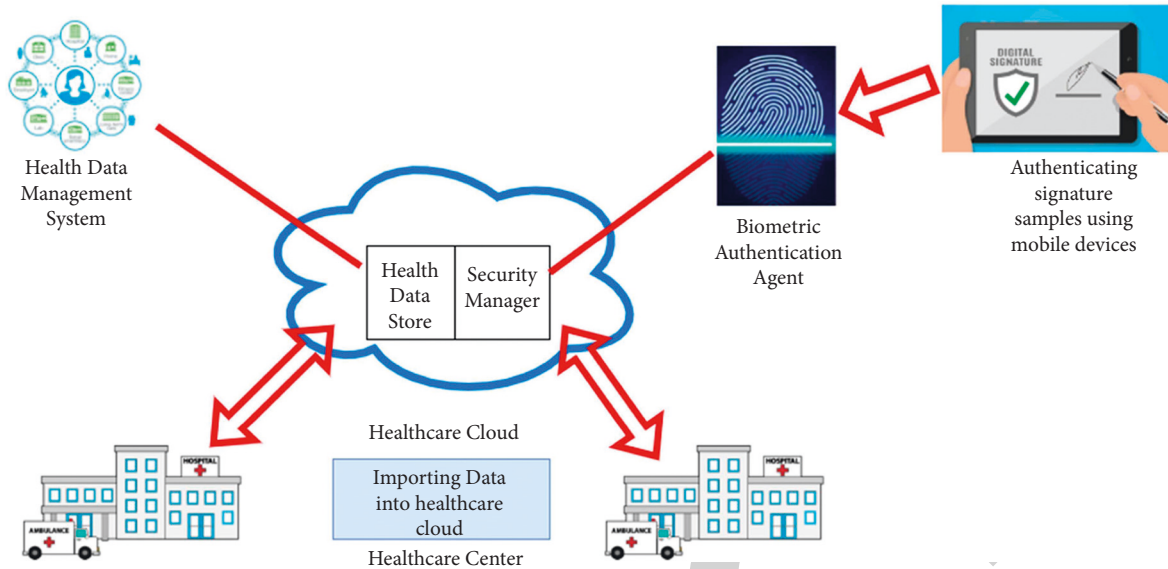 Health Data
Management
System
DIGITAL
SIGNATURE
Biometric
Authentication
Agent
Authenticating
signature
samples using
mobile devices
Health
Data
Store
Security
Manager
Healthcare Cloud
Importing Data
into healthcare
cloud
Healthcare Center
HOSPITAL
AMBULANCE
HOSPITAL
AMBULANCE